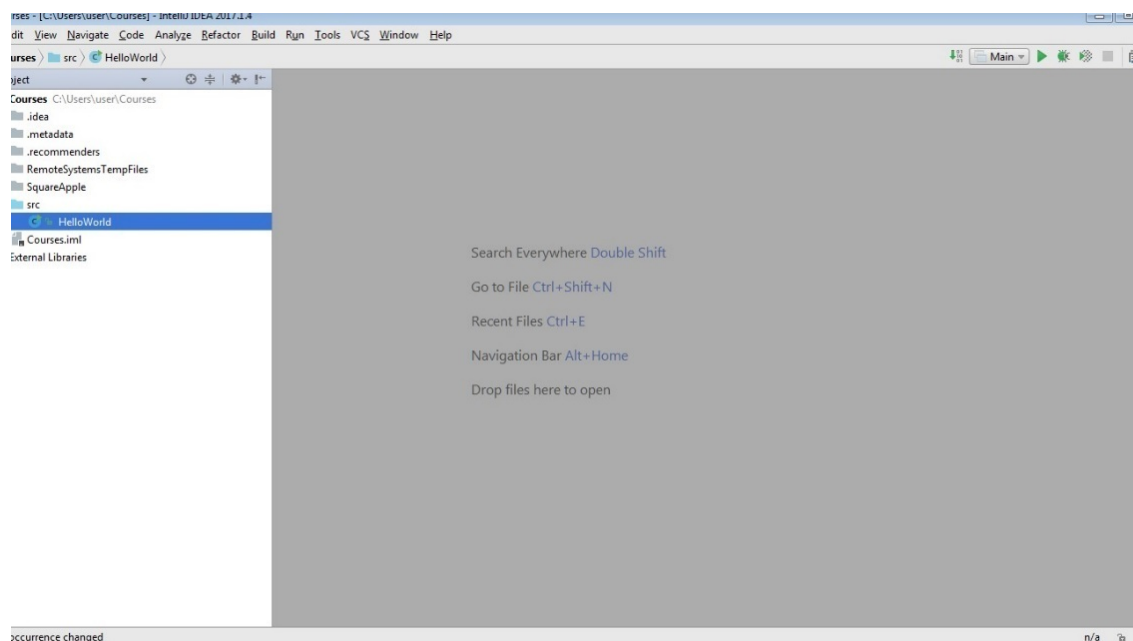 rses - [C:\Users\user\Courses] - IntelliJ IDEA 2017.1.4
dit View Navigate Code Analyze Refactor Build Run Tools VCS Window Help
urses src HelloWorld
Main
ject
Courses C:\Users\user\Courses
.idea
.metadata
.recommenders
RemoteSystemsTempFiles
SquareApple
src
HelloWorld
Courses.iml
External Libraries
Search Everywhere Double Shift
Go to File Ctrl+Shift+N
Recent Files Ctrl+E
Navigation Bar Alt+Home
Drop files here to open
occurrence changed
n/a